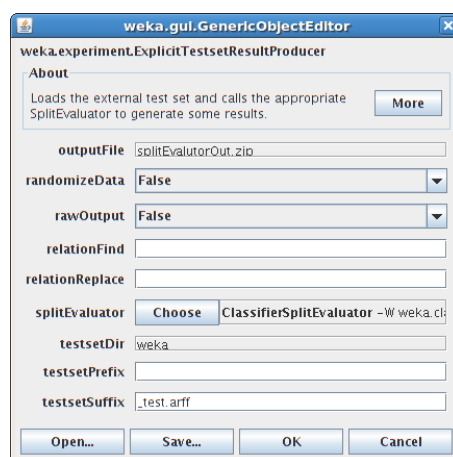 weka.gui.GenericObjectEditor
weka.experiment.ExplicitTestsetResultProducer
About
Loads the external test set and calls the appropriate
SplitEvaluator to generate some results.
More
outputFile splitEvalutorOut.zip
randomizeData False
rawOutput False
relationFind
relationReplace
splitEvaluator Choose ClassifierSplitEvaluator -W weka.cl
testsetDir weka
testsetPrefix
testsetSuffix _test.arff
Open... Save... OK Cancel